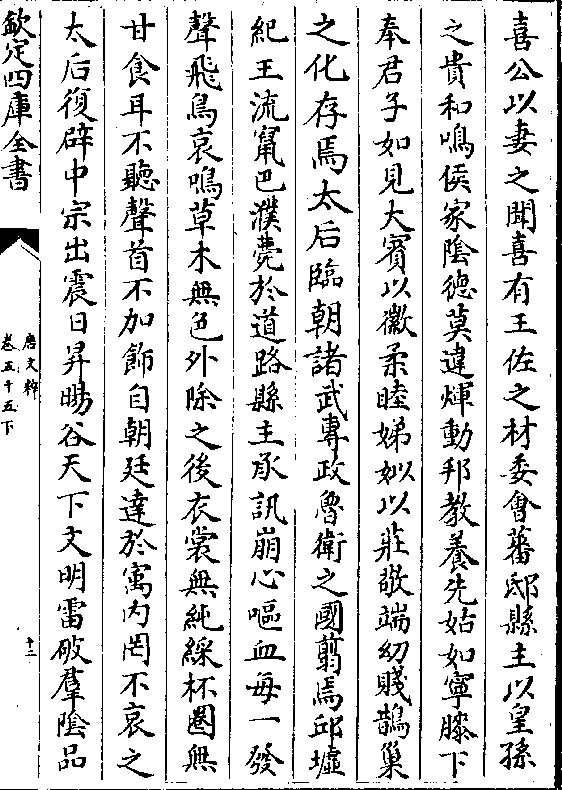 喜公以妻之聞喜有王佐之材委會蕃邸縣主以皇孫
之貴和鳴侯家陰德莫違煇動邦教養先姑如寧膝下
奉君子如見大賓以徽柔睦娣姒以莊敬端幼賤鵲巢
之化存焉太后臨朝諸武專政魯衛之國翦焉邱墟
紀王流竄巴濮薨於道路縣主承訊崩心嘔血每一發
聲飛鳥哀鳴草木無色外除之後衣裳無純綵杯圈無
甘食耳不聽聲首不加飾自朝廷達於㝢内罔不哀之
太后復辟中宗出震日昇暘谷天下文明雷破羣陰品
欽定四庫全書
唐文粹
卷五十五下
十二